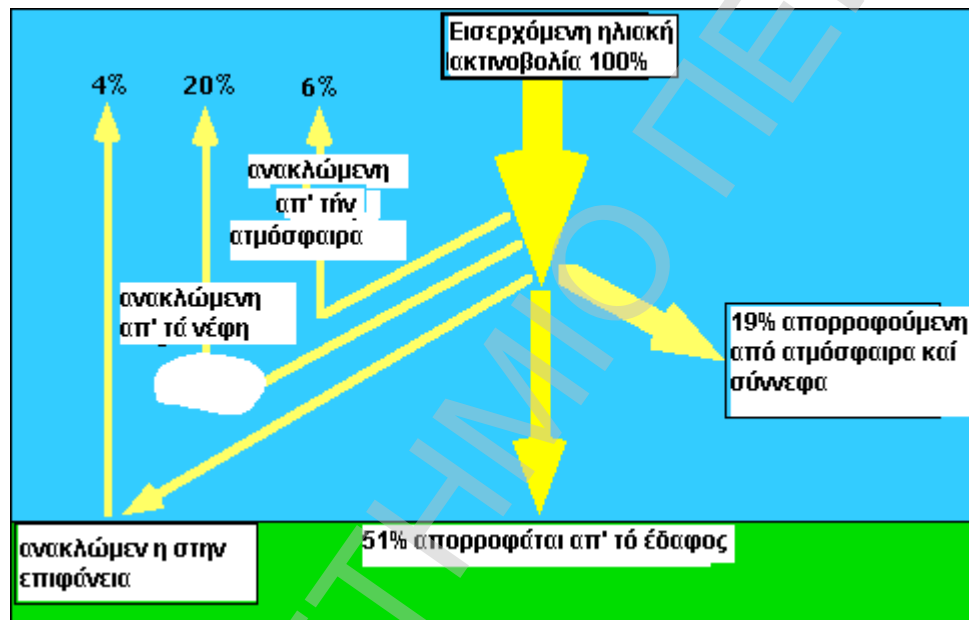 Εισερχόμενη ηλιακή
ακτινοβολία 100%
4%
20%
6%
ανακλώμενη
απ' τήν
ατμόσφαιρα
ανακλώμενη
απ' τά νέφη
19% απορροφούμενη
από ατμόσφαιρα καί
σύννεφα
ανακλώμεν η στην
επιφάνεια
51% απορροφάται απ' τό έδαφος